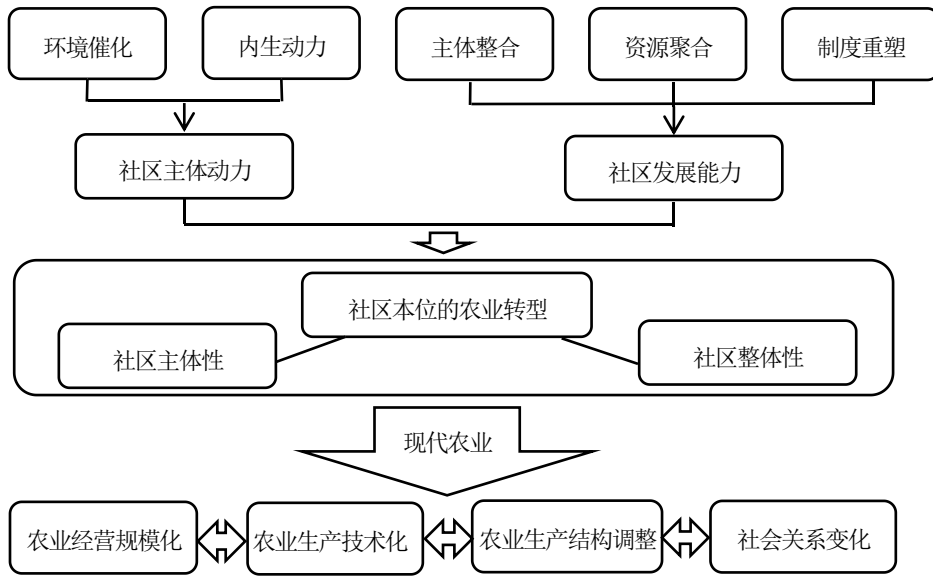 环境催化
内生动力
主体整合
资源聚合
制度重塑
社区主体动力
社区发展能力
社区本位的农业转型
社区主体性
社区整体性
现代农业
农业经营规模化
农业生产技术化
农业生产结构调整
社会关系变化